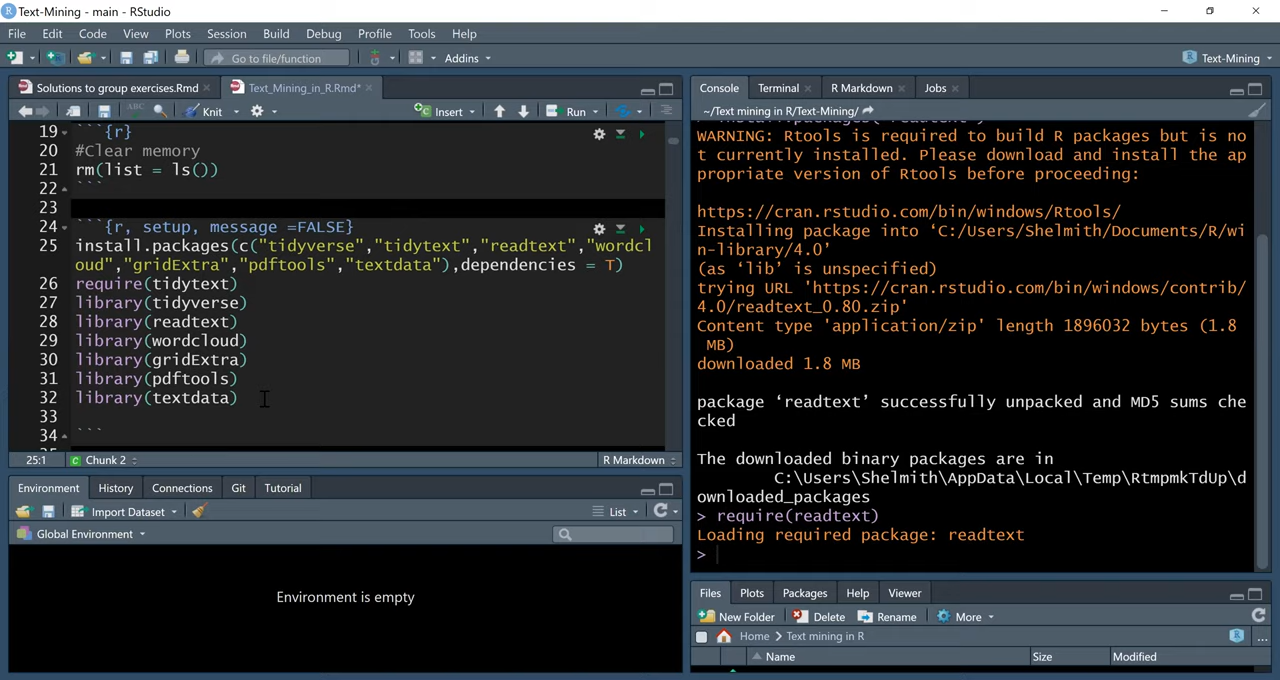 Text-Mining - main - RStudio
File Edit Code View Plots Session Build Debug Profile Tools Help
Go to file/function Addins Text-Mining
Solutions to group exercises.Rmd Text_Mining_in_R.Rmd*
Knit Insert Run
19 ```{r}
20 #Clear memory
21 rm(list = ls())
22 ```
23
24 ```{r, setup, message =FALSE}
25 install.packages(c("tidyverse","tidytext","readtext","wordcl
oud","gridExtra","pdftools","textdata"),dependencies = T)
26 require(tidytext)
27 library(tidyverse)
28 library(readtext)
29 library(wordcloud)
30 library(gridExtra)
31 library(pdftools)
32 library(textdata)
33
34 ```
25:1 Chunk 2 R Markdown
Environment History Connections Git Tutorial
Import Dataset List
Global Environment
Environment is empty
Console Terminal R Markdown Jobs
~/Text mining in R/Text-Mining/
WARNING: Rtools is required to build R packages but is no
t currently installed. Please download and install the ap
propriate version of Rtools before proceeding:
https://cran.rstudio.com/bin/windows/Rtools/
Installing package into ‘C:/Users/Shelmith/Documents/R/wi
n-library/4.0’
(as ‘lib’ is unspecified)
trying URL 'https://cran.rstudio.com/bin/windows/contrib/
4.0/readtext_0.80.zip'
Content type 'application/zip' length 1896032 bytes (1.8
MB)
downloaded 1.8 MB
package ‘readtext’ successfully unpacked and MD5 sums che
cked
The downloaded binary packages are in
C:\Users\Shelmith\AppData\Local\Temp\RtmpmkTdUp\d
ownloaded_packages
> require(readtext)
Loading required package: readtext
>
Files Plots Packages Help Viewer
New Folder Delete Rename More
Home Text mining in R
Name Size Modified